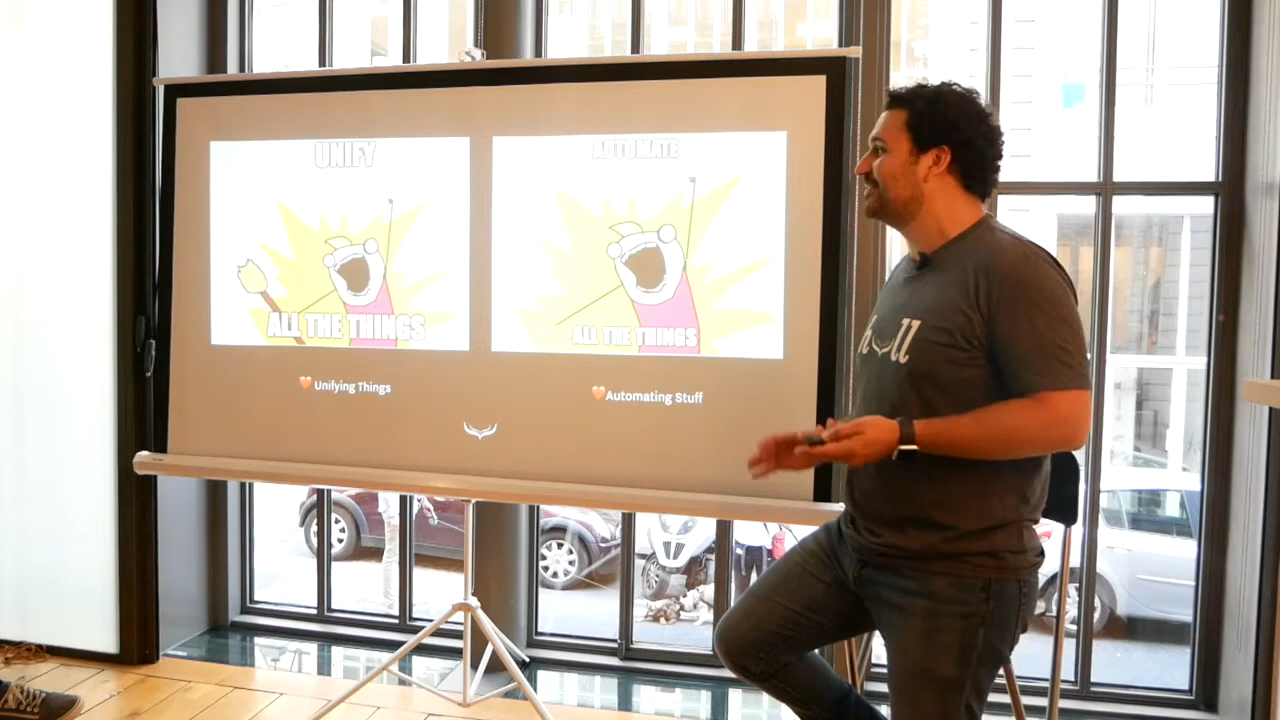 UNIFY
ALL THE THINGS
🧡 Unifying Things
AUTOMATE
ALL THE THINGS
🧡Automating Stuff
hull